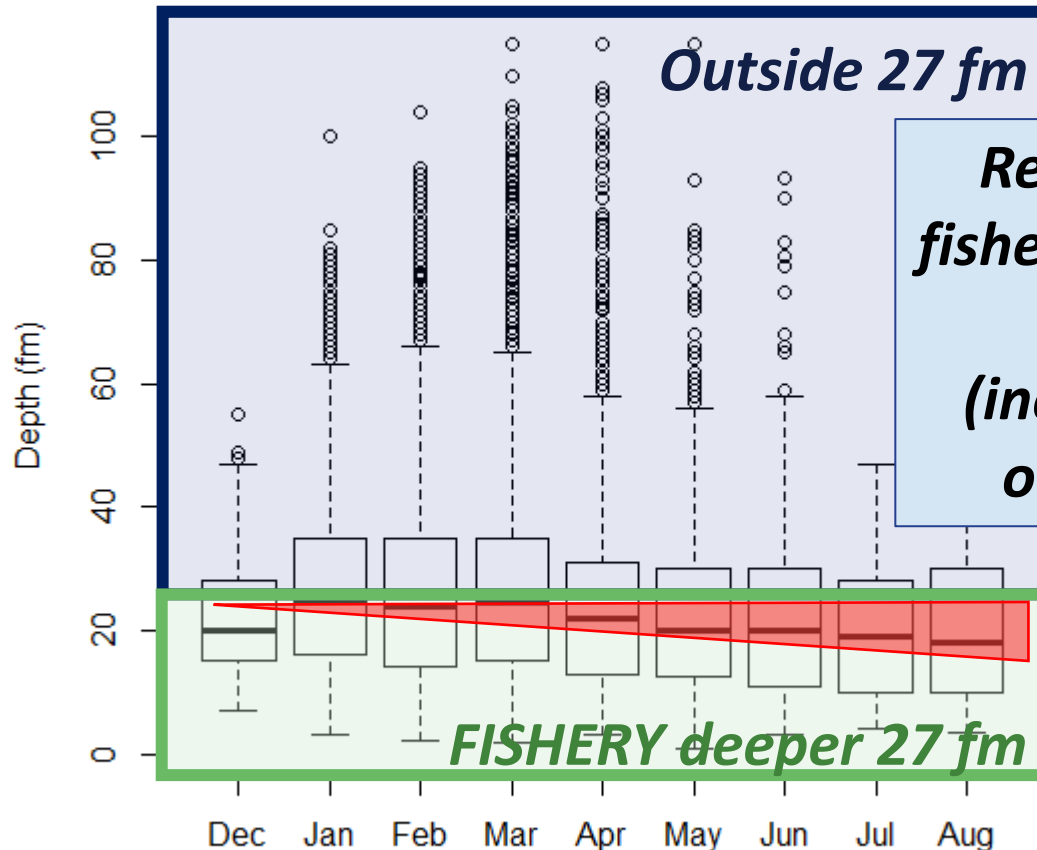 Outside 27 fm
Re
fishe
(in
o
100
80
60
40
20
0
Depth (fm)
FISHERY deeper 27 fm
Dec Jan Feb Mar Apr May Jun Jul Aug